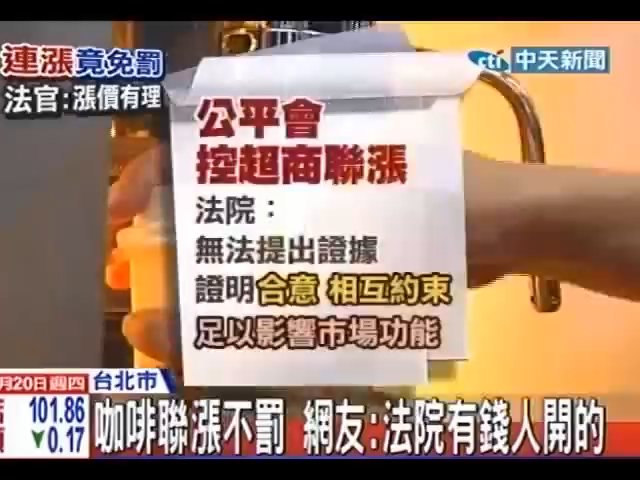 連漲竟免罰
法官:漲價有理
cti 中天新聞
公平會
控超商聯漲
法院：
無法提出證據
證明合意 相互約束
足以影響市場功能
月20日週四
台北市
101.86
▼0.17
咖啡聯漲不罰 網友:法院有錢人開的